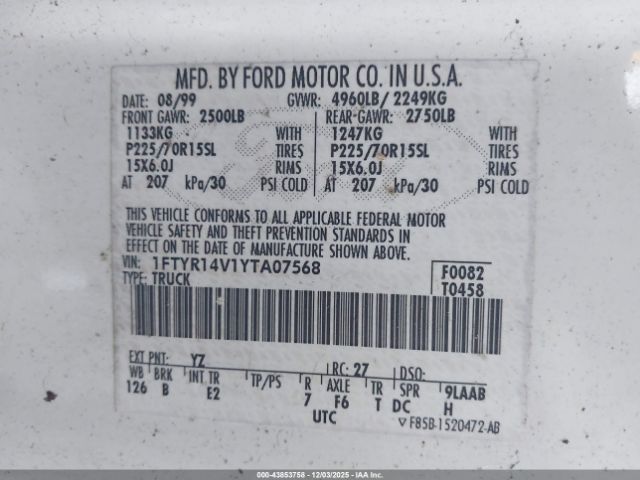 MFD. BY FORD MOTOR CO. IN U.S.A.
DATE: 08/99 GVWR: 4960LB/ 2249KG
FRONT GAWR: 2500LB REAR GAWR: 2750LB
1133KG WITH 1247KG WITH
P225/70R15SL TIRES P225/70R15SL TIRES
15X6.0J RIMS 15X6.0J RIMS
AT 207 kPa/30 PSI COLD AT 207 kPa/30 PSI COLD
THIS VEHICLE CONFORMS TO ALL APPLICABLE FEDERAL MOTOR
VEHICLE SAFETY AND THEFT PREVENTION STANDARDS IN
EFFECT ON THE DATE OF MANUFACTURE SHOWN ABOVE.
VIN: 1FTYR14V1YTA07568 F0082
TYPE: TRUCK T0458
EXT PNT: YZ RC: 27 DSO:
WB BRK INT TR TP/PS R AXLE TR SPR 9LAAB
126 B E2 7 F6 T DC H
UTC ▽ F85B-1520472-AB
00-43853758 - 12/03/2025 - IAAI.CA